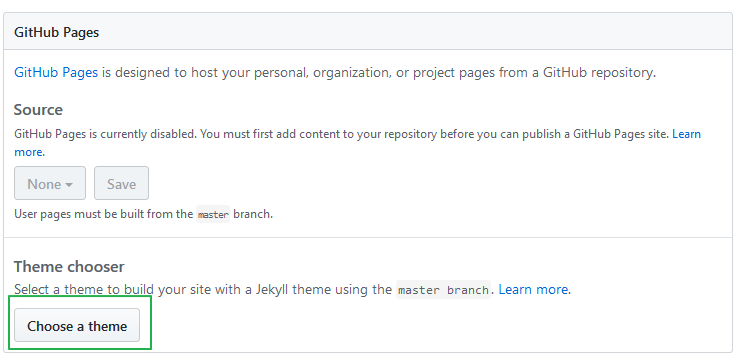 GitHub Pages
GitHub Pages is designed to host your personal, organization, or project pages from a GitHub repository.
Source
GitHub Pages is currently disabled. You must first add content to your repository before you can publish a GitHub Pages site. Learn
more.
None Save
User pages must be built from the master branch.
Theme chooser
Select a theme to build your site with a Jekyll theme using the master branch. Learn more.
Choose a theme